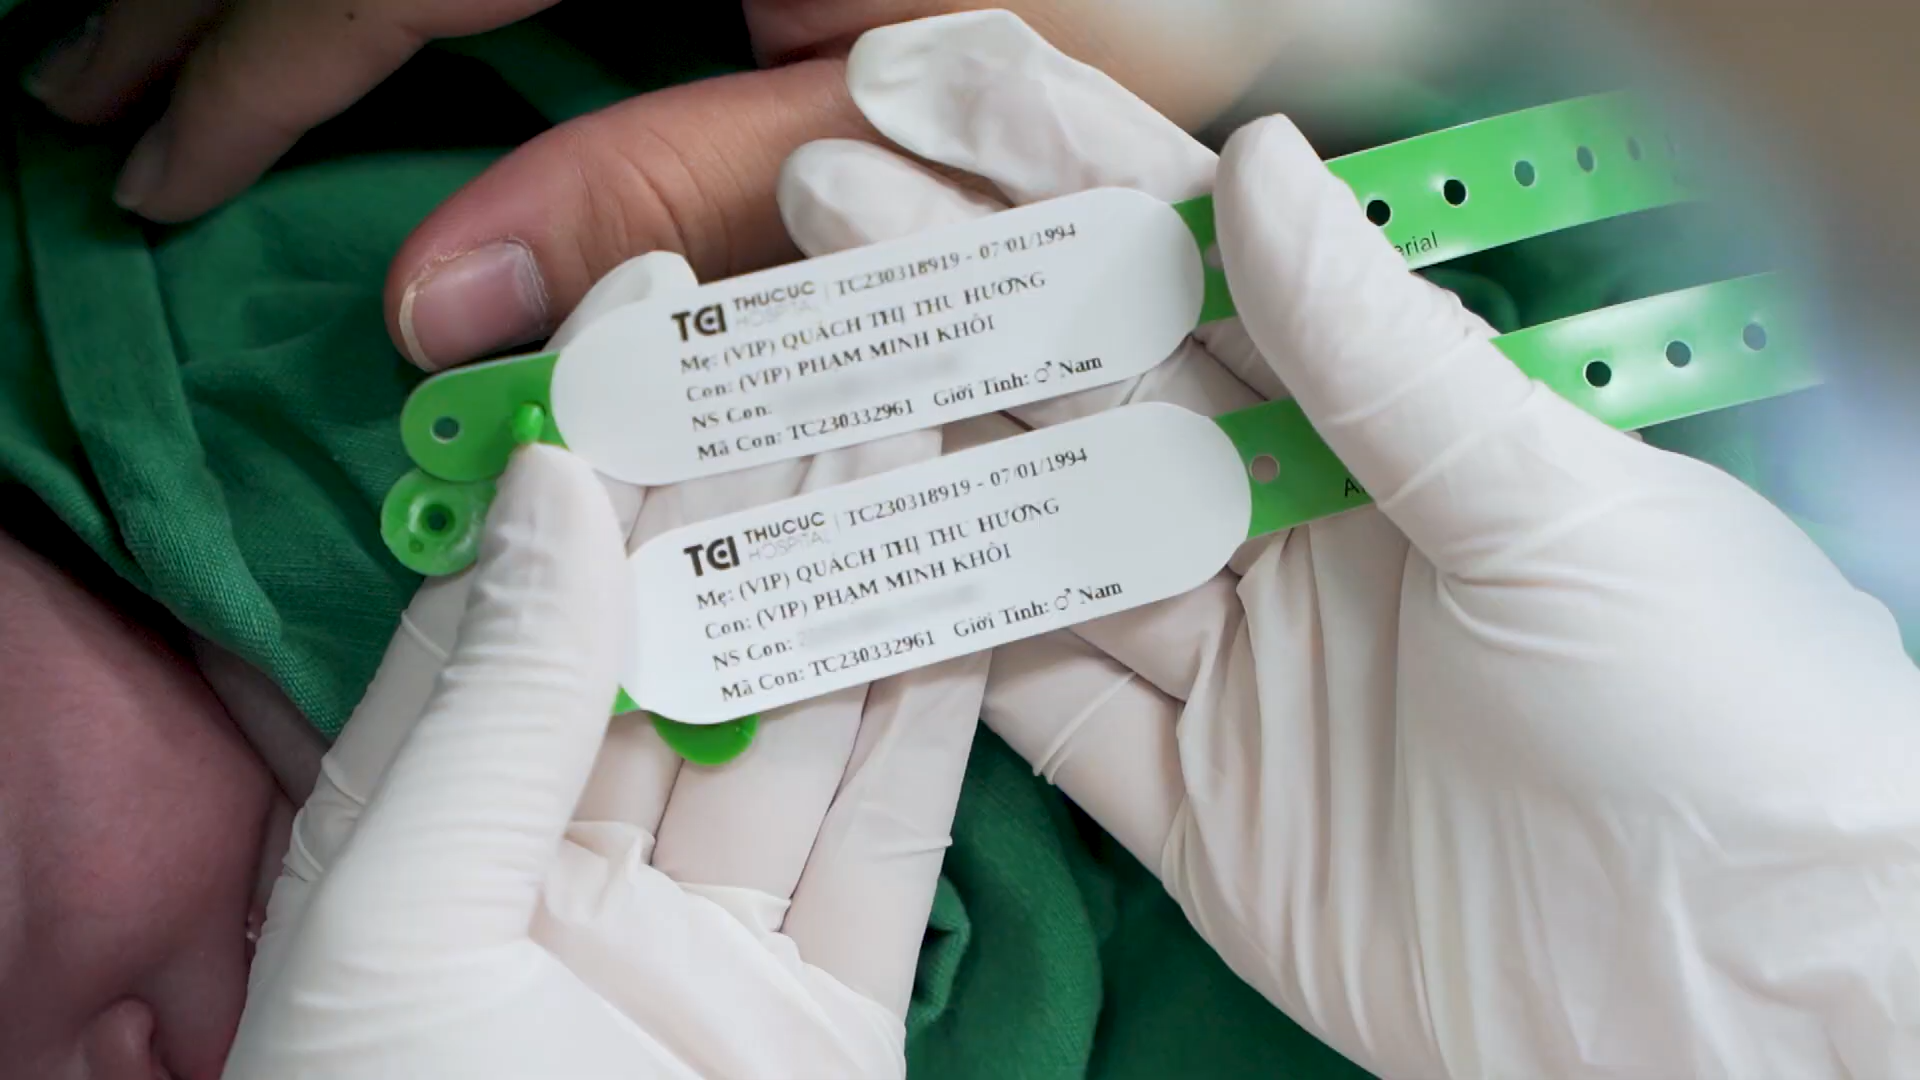 TCI THUCUC HOSPITAL | TC230318919 - 07/01/1994
Mẹ: (VIP) QUÁCH THỊ THU HƯƠNG
Con: (VIP) PHẠM MINH KHÔI
NS Con:
Mã Con: TC230332961 Giới Tính: ♂ Nam
erial
TCI THUCUC HOSPITAL | TC230318919 - 07/01/1994
Mẹ: (VIP) QUÁCH THỊ THU HƯƠNG
Con: (VIP) PHẠM MINH KHÔI
NS Con:
Mã Con: TC230332961 Giới Tính: ♂ Nam